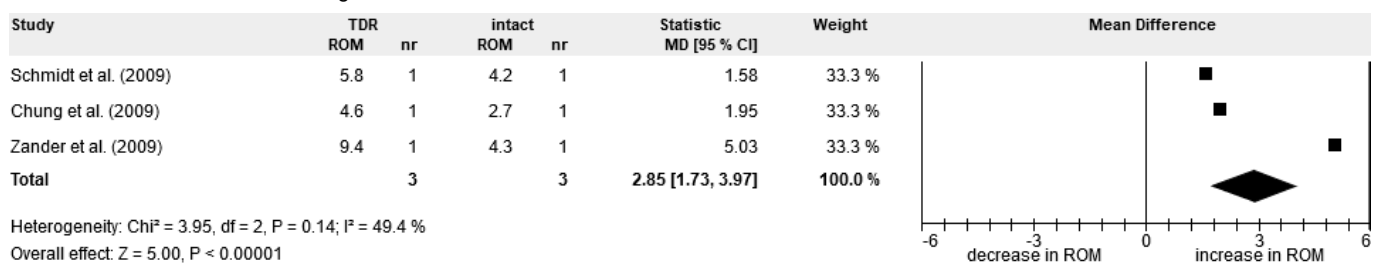 Study TDR intact Statistic Weight Mean Difference
ROM nr ROM nr MD [95 % CI]
Schmidt et al. (2009) 5.8 1 4.2 1 1.58 33.3 %
Chung et al. (2009) 4.6 1 2.7 1 1.95 33.3 %
Zander et al. (2009) 9.4 1 4.3 1 5.03 33.3 %
Total 3 3 2.85 [1.73, 3.97] 100.0 %
Heterogeneity: Chi² = 3.95, df = 2, P = 0.14; I² = 49.4 %
Overall effect: Z = 5.00, P < 0.00001
-6 -3 0 3 6
decrease in ROM increase in ROM